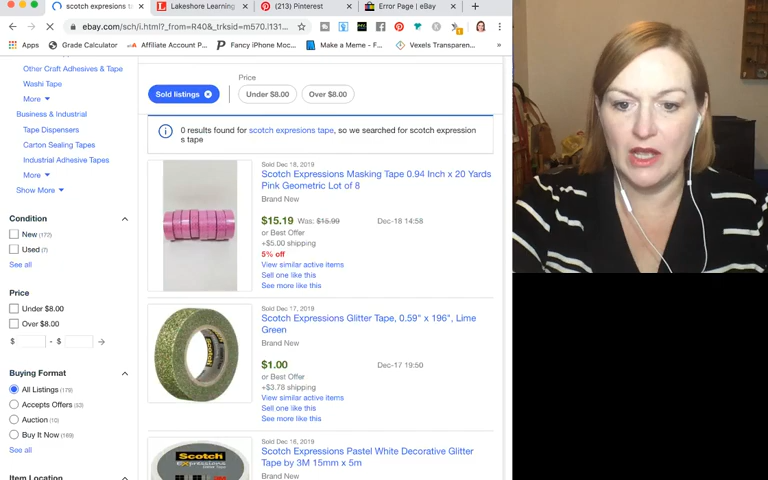 scotch expresions t
Lakeshore Learning
(213) Pinterest
Error Page | eBay
ebay.com/sch/i.html?_from=R40&_trksid=m570.l131...
Apps
Grade Calculator
Affiliate Account P...
Fancy iPhone Moc...
Make a Meme - F...
Vexels Transparen...
Other Craft Adhesives & Tape
Washi Tape
More
Business & Industrial
Tape Dispensers
Carton Sealing Tapes
Industrial Adhesive Tapes
More
Show More
Condition
New (172)
Used (7)
See all
Price
Under $8.00
Over $8.00
$ - $
Buying Format
All Listings (179)
Accepts Offers (32)
Auction (10)
Buy It Now (169)
See all
Item Location
Sold listings
Price
Under $8.00
Over $8.00
0 results found for scotch expresions tape, so we searched for scotch expression
s tape
Sold Dec 18, 2019
Scotch Expressions Masking Tape 0.94 Inch x 20 Yards
Pink Geometric Lot of 8
Brand New
$15.19 Was: $15.99 Dec-18 14:58
or Best Offer
+$5.00 shipping
5% off
View similar active items
Sell one like this
See more like this
Sold Dec 17, 2019
Scotch Expressions Glitter Tape, 0.59" x 196", Lime
Green
Brand New
$1.00 Dec-17 19:50
or Best Offer
+$3.78 shipping
View similar active items
Sell one like this
See more like this
Scotch
Sold Dec 16, 2019
Scotch Expressions Pastel White Decorative Glitter
Tape by 3M 15mm x 5m
Brand New
Scotch
expressions